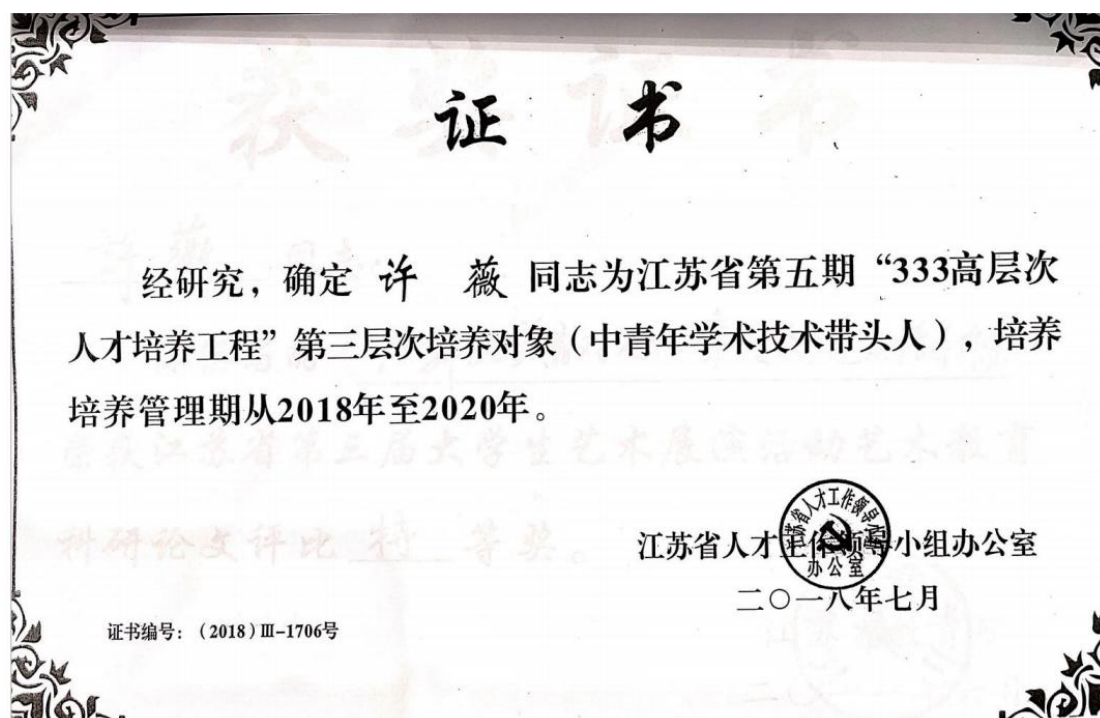 证 书
经研究，确定 许 薇 同志为江苏省第五期“333高层次
人才培养工程”第三层次培养对象（中青年学术技术带头人），培养
培养管理期从2018年至2020年。
江苏省人才工作领导小组办公室
二〇一八年七月
证书编号：（2018）Ⅲ-1706号